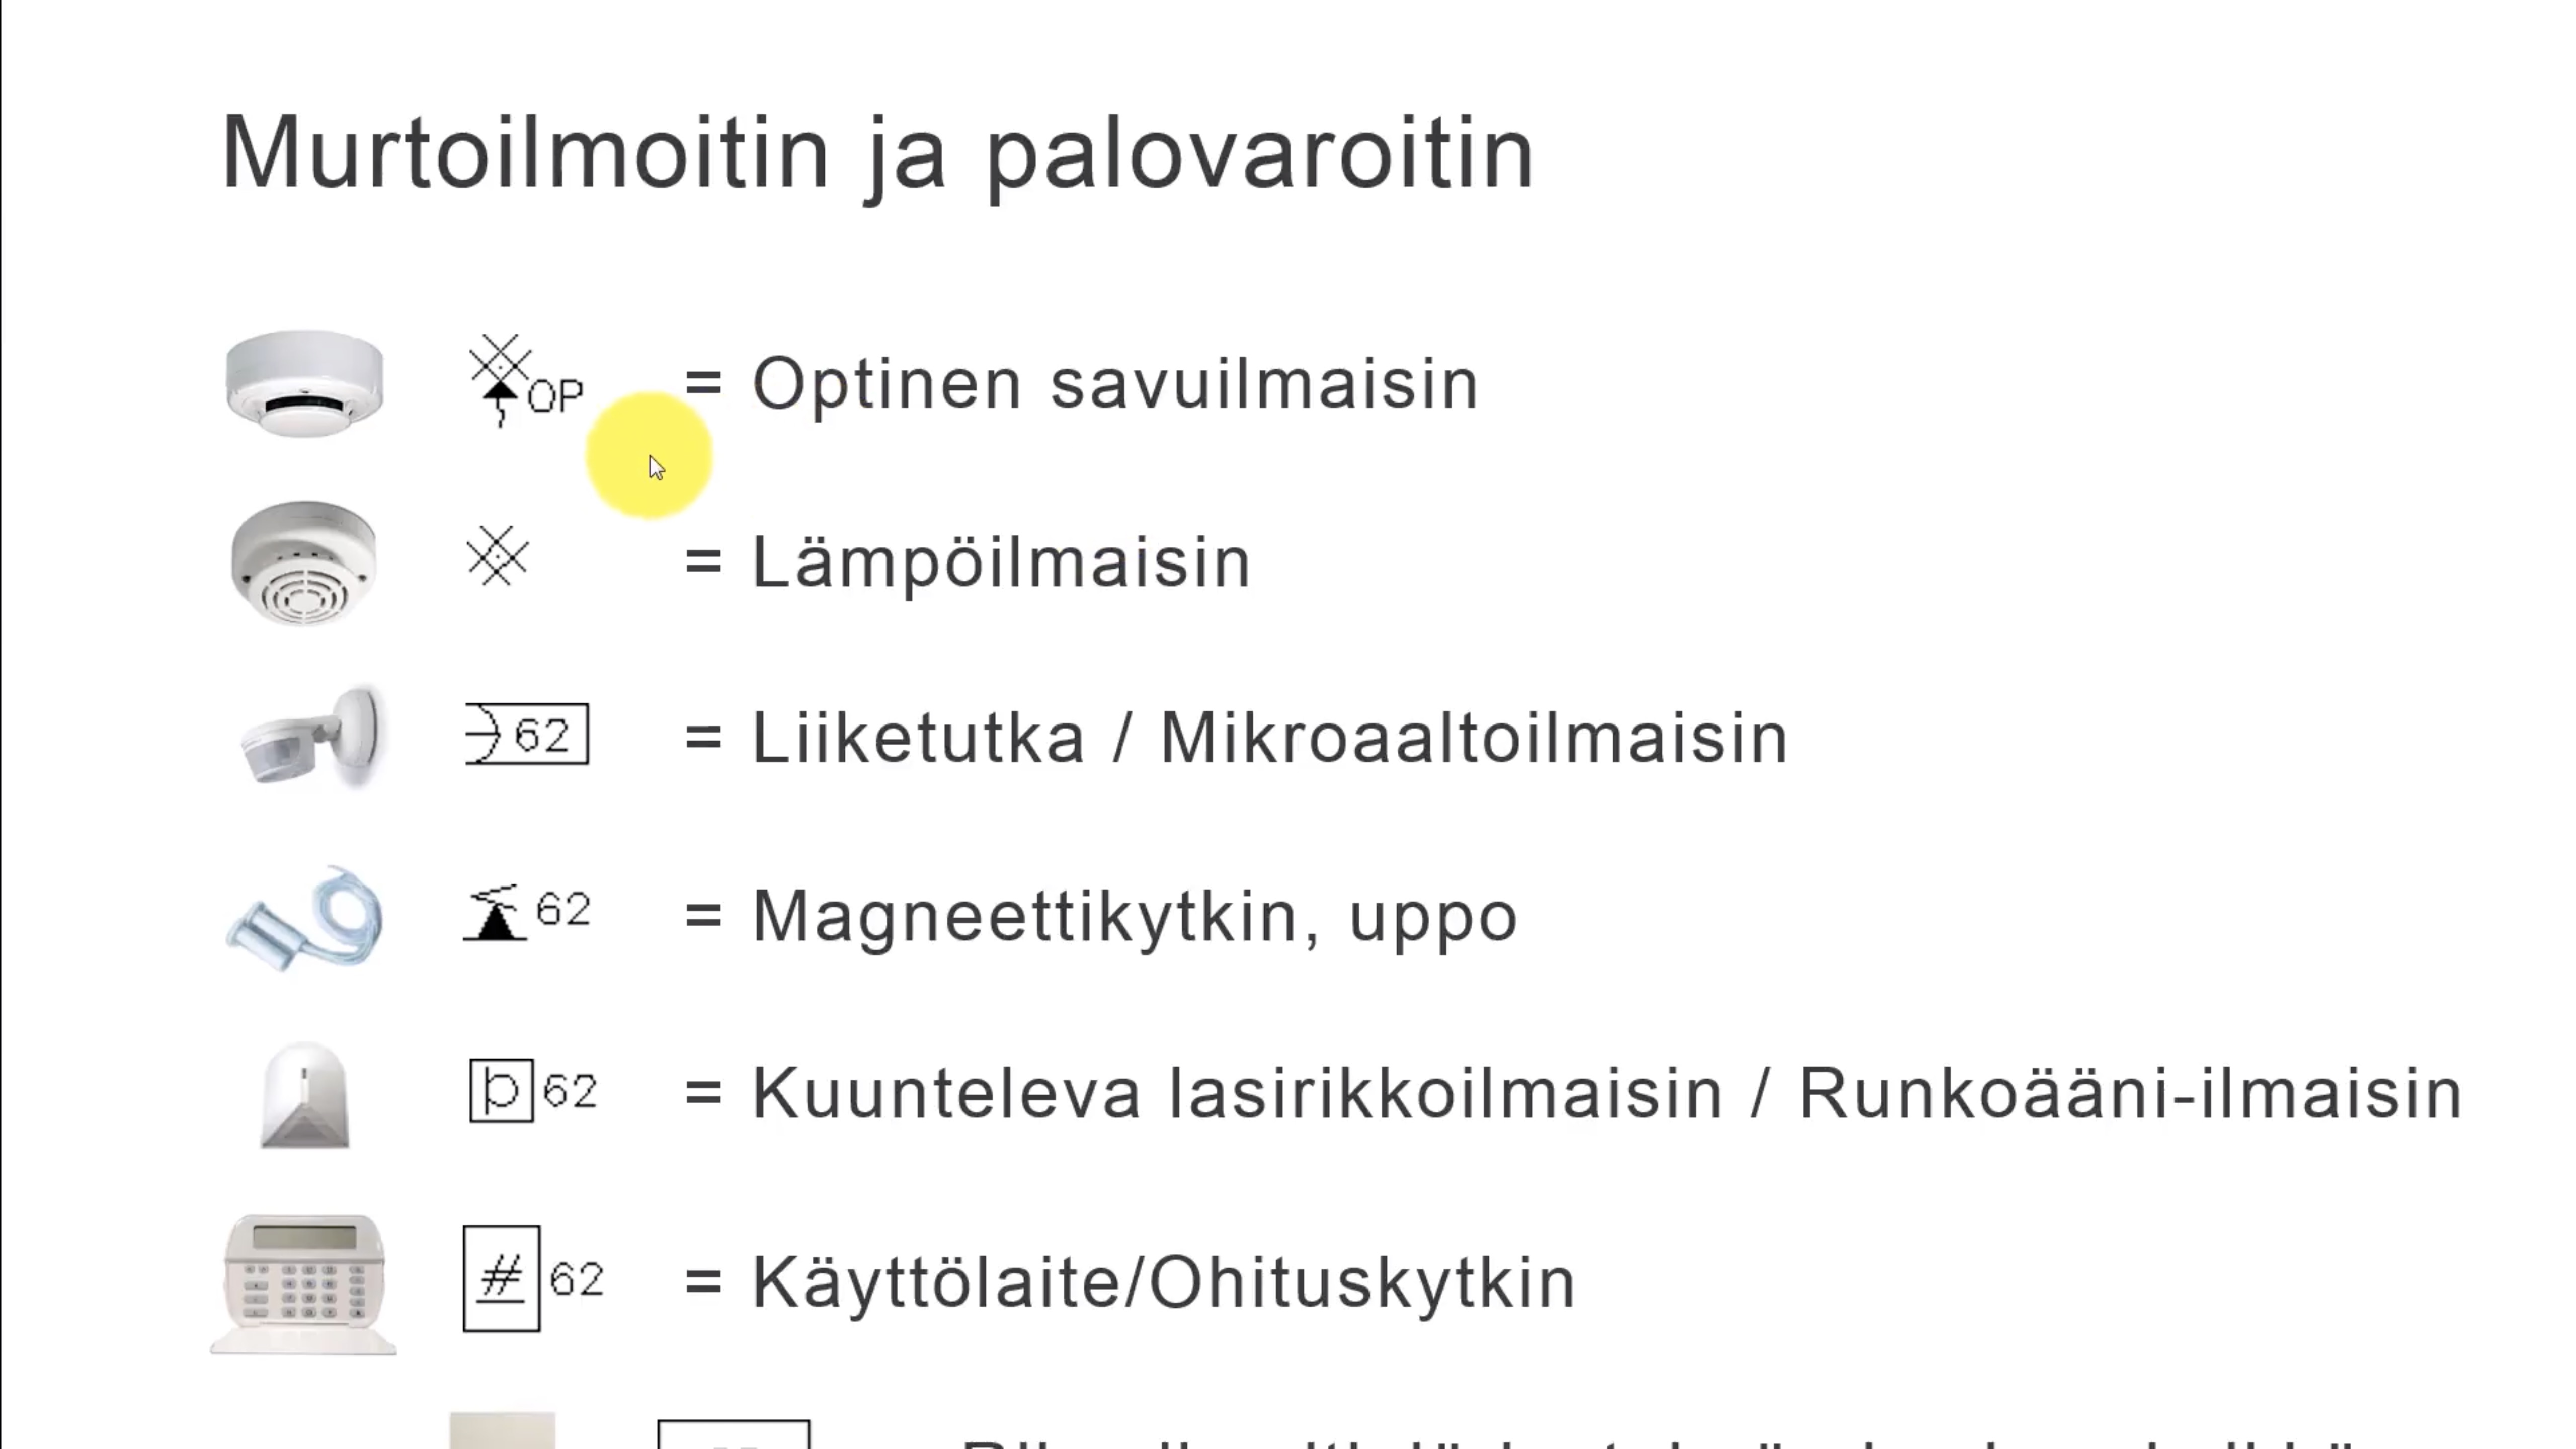 Murtoilmoitin ja palovaroitin
OP = Optinen savuilmaisin
= Lämpöilmaisin
62 = Liiketutka / Mikroaaltoilmaisin
62 = Magneettikytkin, uppo
62 = Kuunteleva lasirikkoilmaisin / Runkoääni-ilmaisin
# 62 = Käyttölaite/Ohituskytkin